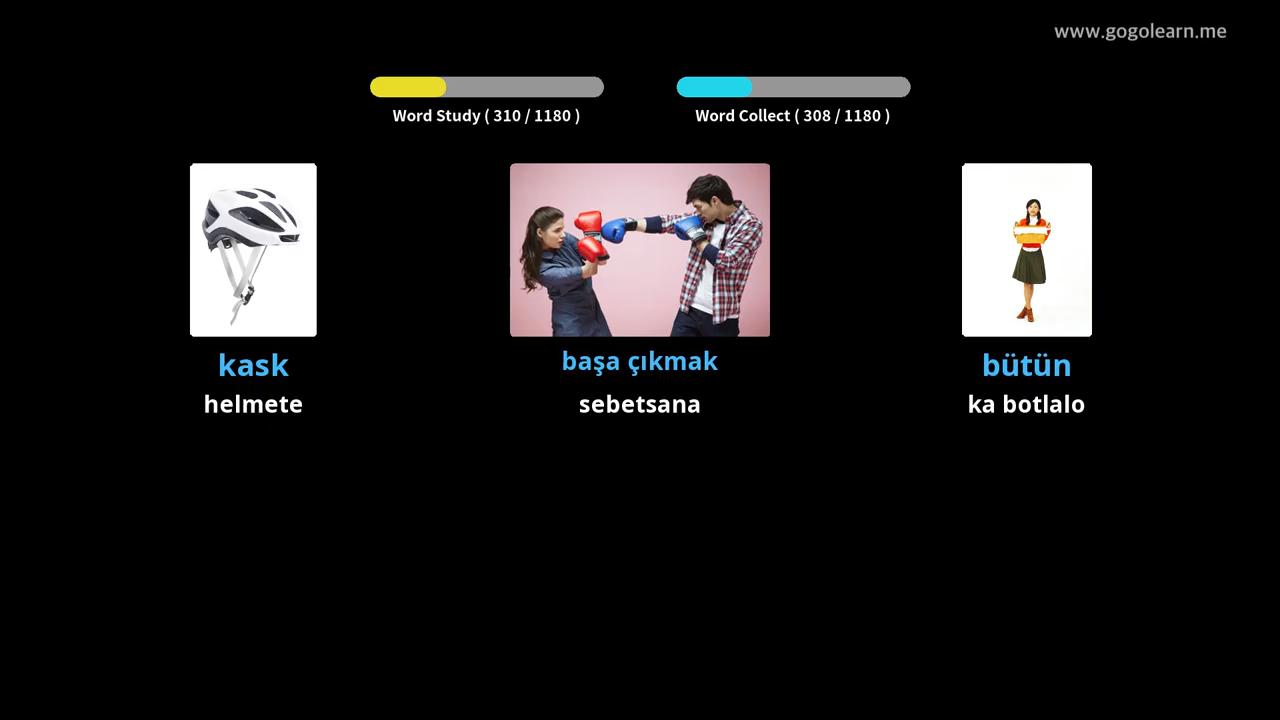 www.gogolearn.me
Word Study ( 310 / 1180 )
Word Collect ( 308 / 1180 )
kask
başa çıkmak
bütün
helmete
sebetsana
ka botlalo